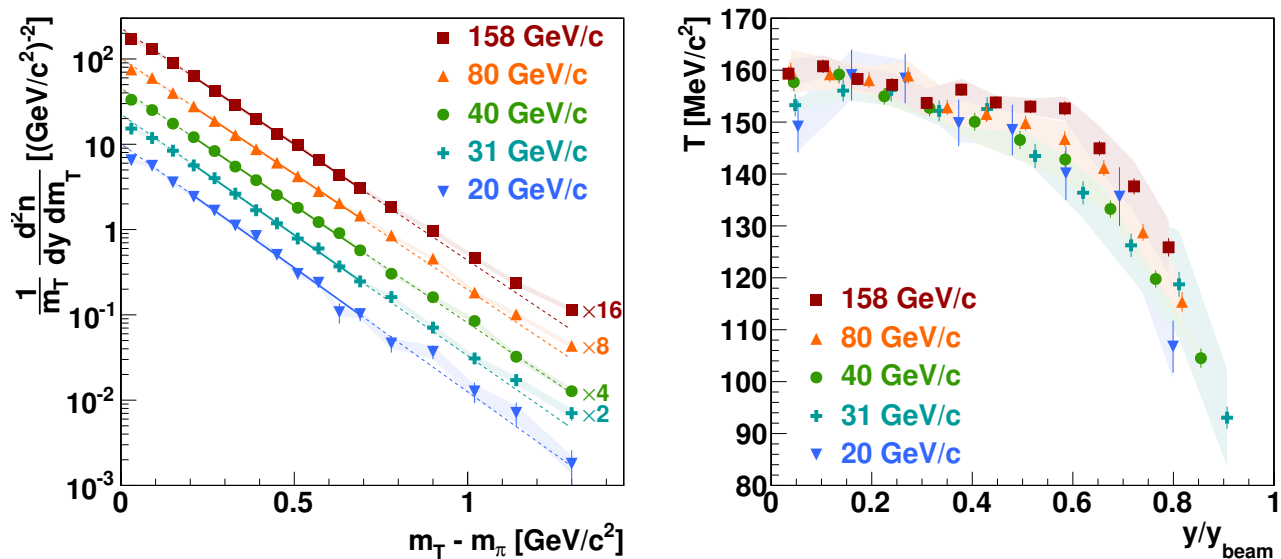 1/m_T d²n/dy dm_T [(GeV/c²)⁻²]
10²
10
1
10⁻¹
10⁻²
10⁻³
158 GeV/c
80 GeV/c
40 GeV/c
31 GeV/c
20 GeV/c
×16
×8
×4
×2
0 0.5 1
m_T - m_π [GeV/c²]
T [MeV/c²]
170
160
150
140
130
120
110
100
90
80
158 GeV/c
80 GeV/c
40 GeV/c
31 GeV/c
20 GeV/c
0 0.2 0.4 0.6 0.8 1
y/y_beam